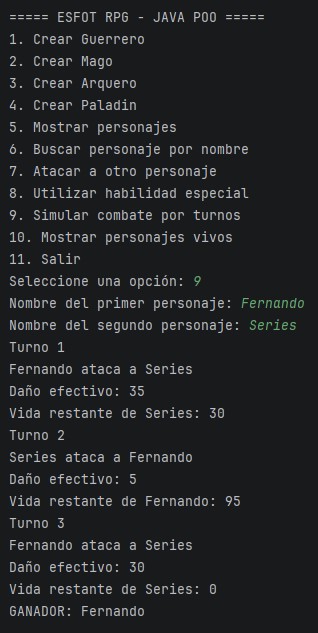 ===== ESFOT RPG - JAVA POO =====
1. Crear Guerrero
2. Crear Mago
3. Crear Arquero
4. Crear Paladin
5. Mostrar personajes
6. Buscar personaje por nombre
7. Atacar a otro personaje
8. Utilizar habilidad especial
9. Simular combate por turnos
10. Mostrar personajes vivos
11. Salir
Seleccione una opción: 9
Nombre del primer personaje: Fernando
Nombre del segundo personaje: Series
Turno 1
Fernando ataca a Series
Daño efectivo: 35
Vida restante de Series: 30
Turno 2
Series ataca a Fernando
Daño efectivo: 5
Vida restante de Fernando: 95
Turno 3
Fernando ataca a Series
Daño efectivo: 30
Vida restante de Series: 0
GANADOR: Fernando